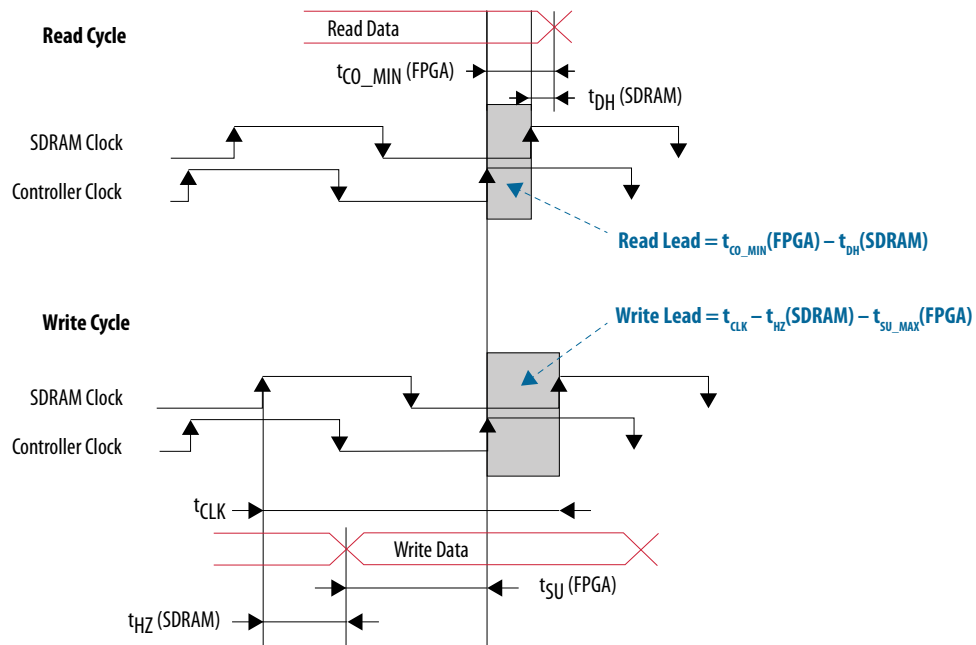 Read Cycle
Read Data
tCO_MIN (FPGA)
tDH (SDRAM)
SDRAM Clock
Controller Clock
Read Lead = tCO_MIN(FPGA) – tDH(SDRAM)
Write Cycle
Write Lead = tCLK – tHZ(SDRAM) – tSU_MAX(FPGA)
SDRAM Clock
Controller Clock
tCLK
Write Data
tSU (FPGA)
tHZ (SDRAM)